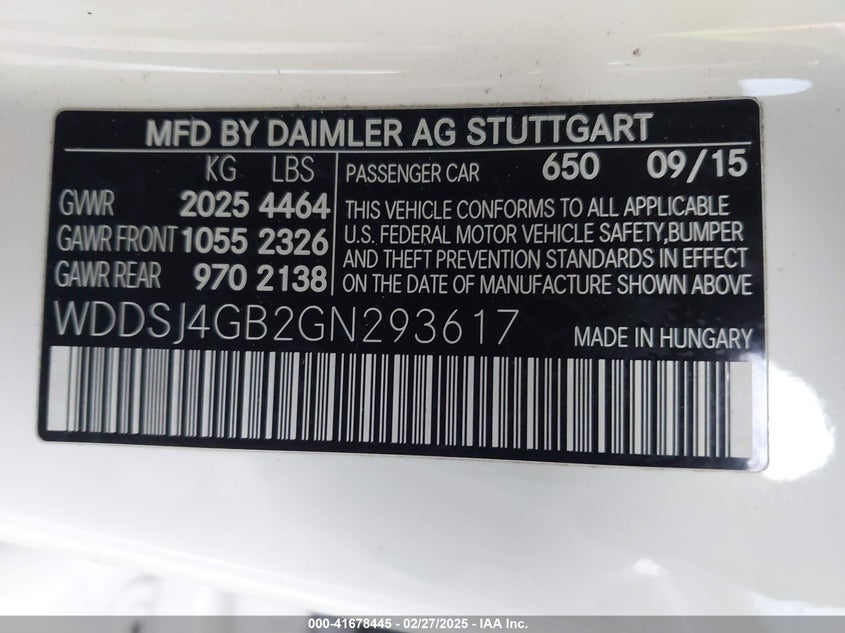 MFD BY DAIMLER AG STUTTGART
KG LBS
GVWR 2025 4464
GAWR FRONT 1055 2326
GAWR REAR 970 2138
PASSENGER CAR 650 09/15
THIS VEHICLE CONFORMS TO ALL APPLICABLE
U.S. FEDERAL MOTOR VEHICLE SAFETY,BUMPER
AND THEFT PREVENTION STANDARDS IN EFFECT
ON THE DATE OF MANUFACTURE SHOWN ABOVE
WDDSJ4GB2GN293617
MADE IN HUNGARY
000-41678445 - 02/27/2025 - IAA Inc.